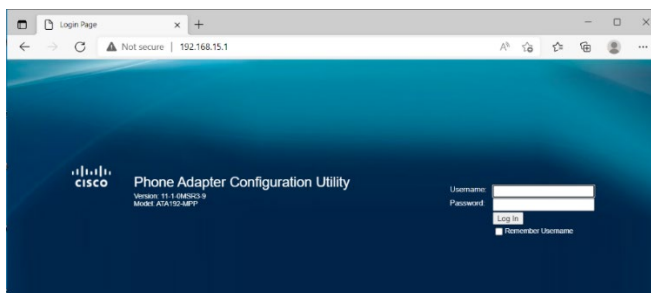 Login Page
Not secure | 192.168.15.1
cisco
Phone Adapter Configuration Utility
Version: 11-1-0MSR3-9
Model: ATA192-MPP
Username:
Password:
Log In
Remember Username